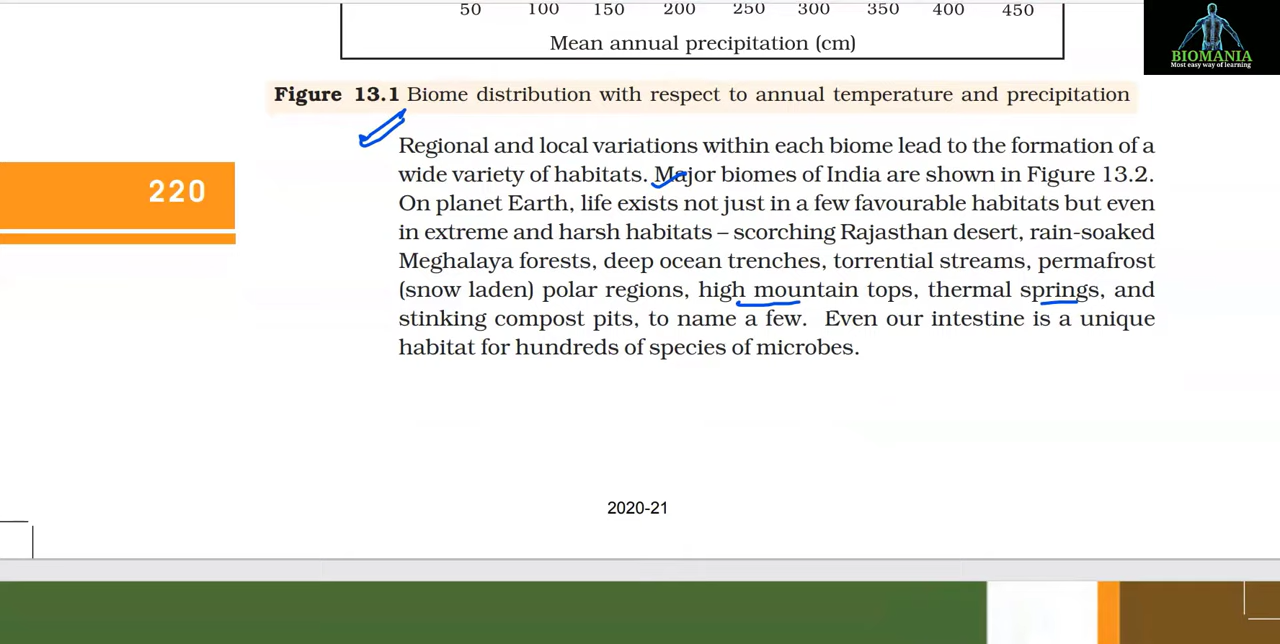 50 100 150 200 250 300 350 400 450
Mean annual precipitation (cm)
BIOMANIA
Most easy way of learning
Figure 13.1 Biome distribution with respect to annual temperature and precipitation
Regional and local variations within each biome lead to the formation of a
wide variety of habitats. Major biomes of India are shown in Figure 13.2.
220
On planet Earth, life exists not just in a few favourable habitats but even
in extreme and harsh habitats – scorching Rajasthan desert, rain-soaked
Meghalaya forests, deep ocean trenches, torrential streams, permafrost
(snow laden) polar regions, high mountain tops, thermal springs, and
stinking compost pits, to name a few. Even our intestine is a unique
habitat for hundreds of species of microbes.
2020-21